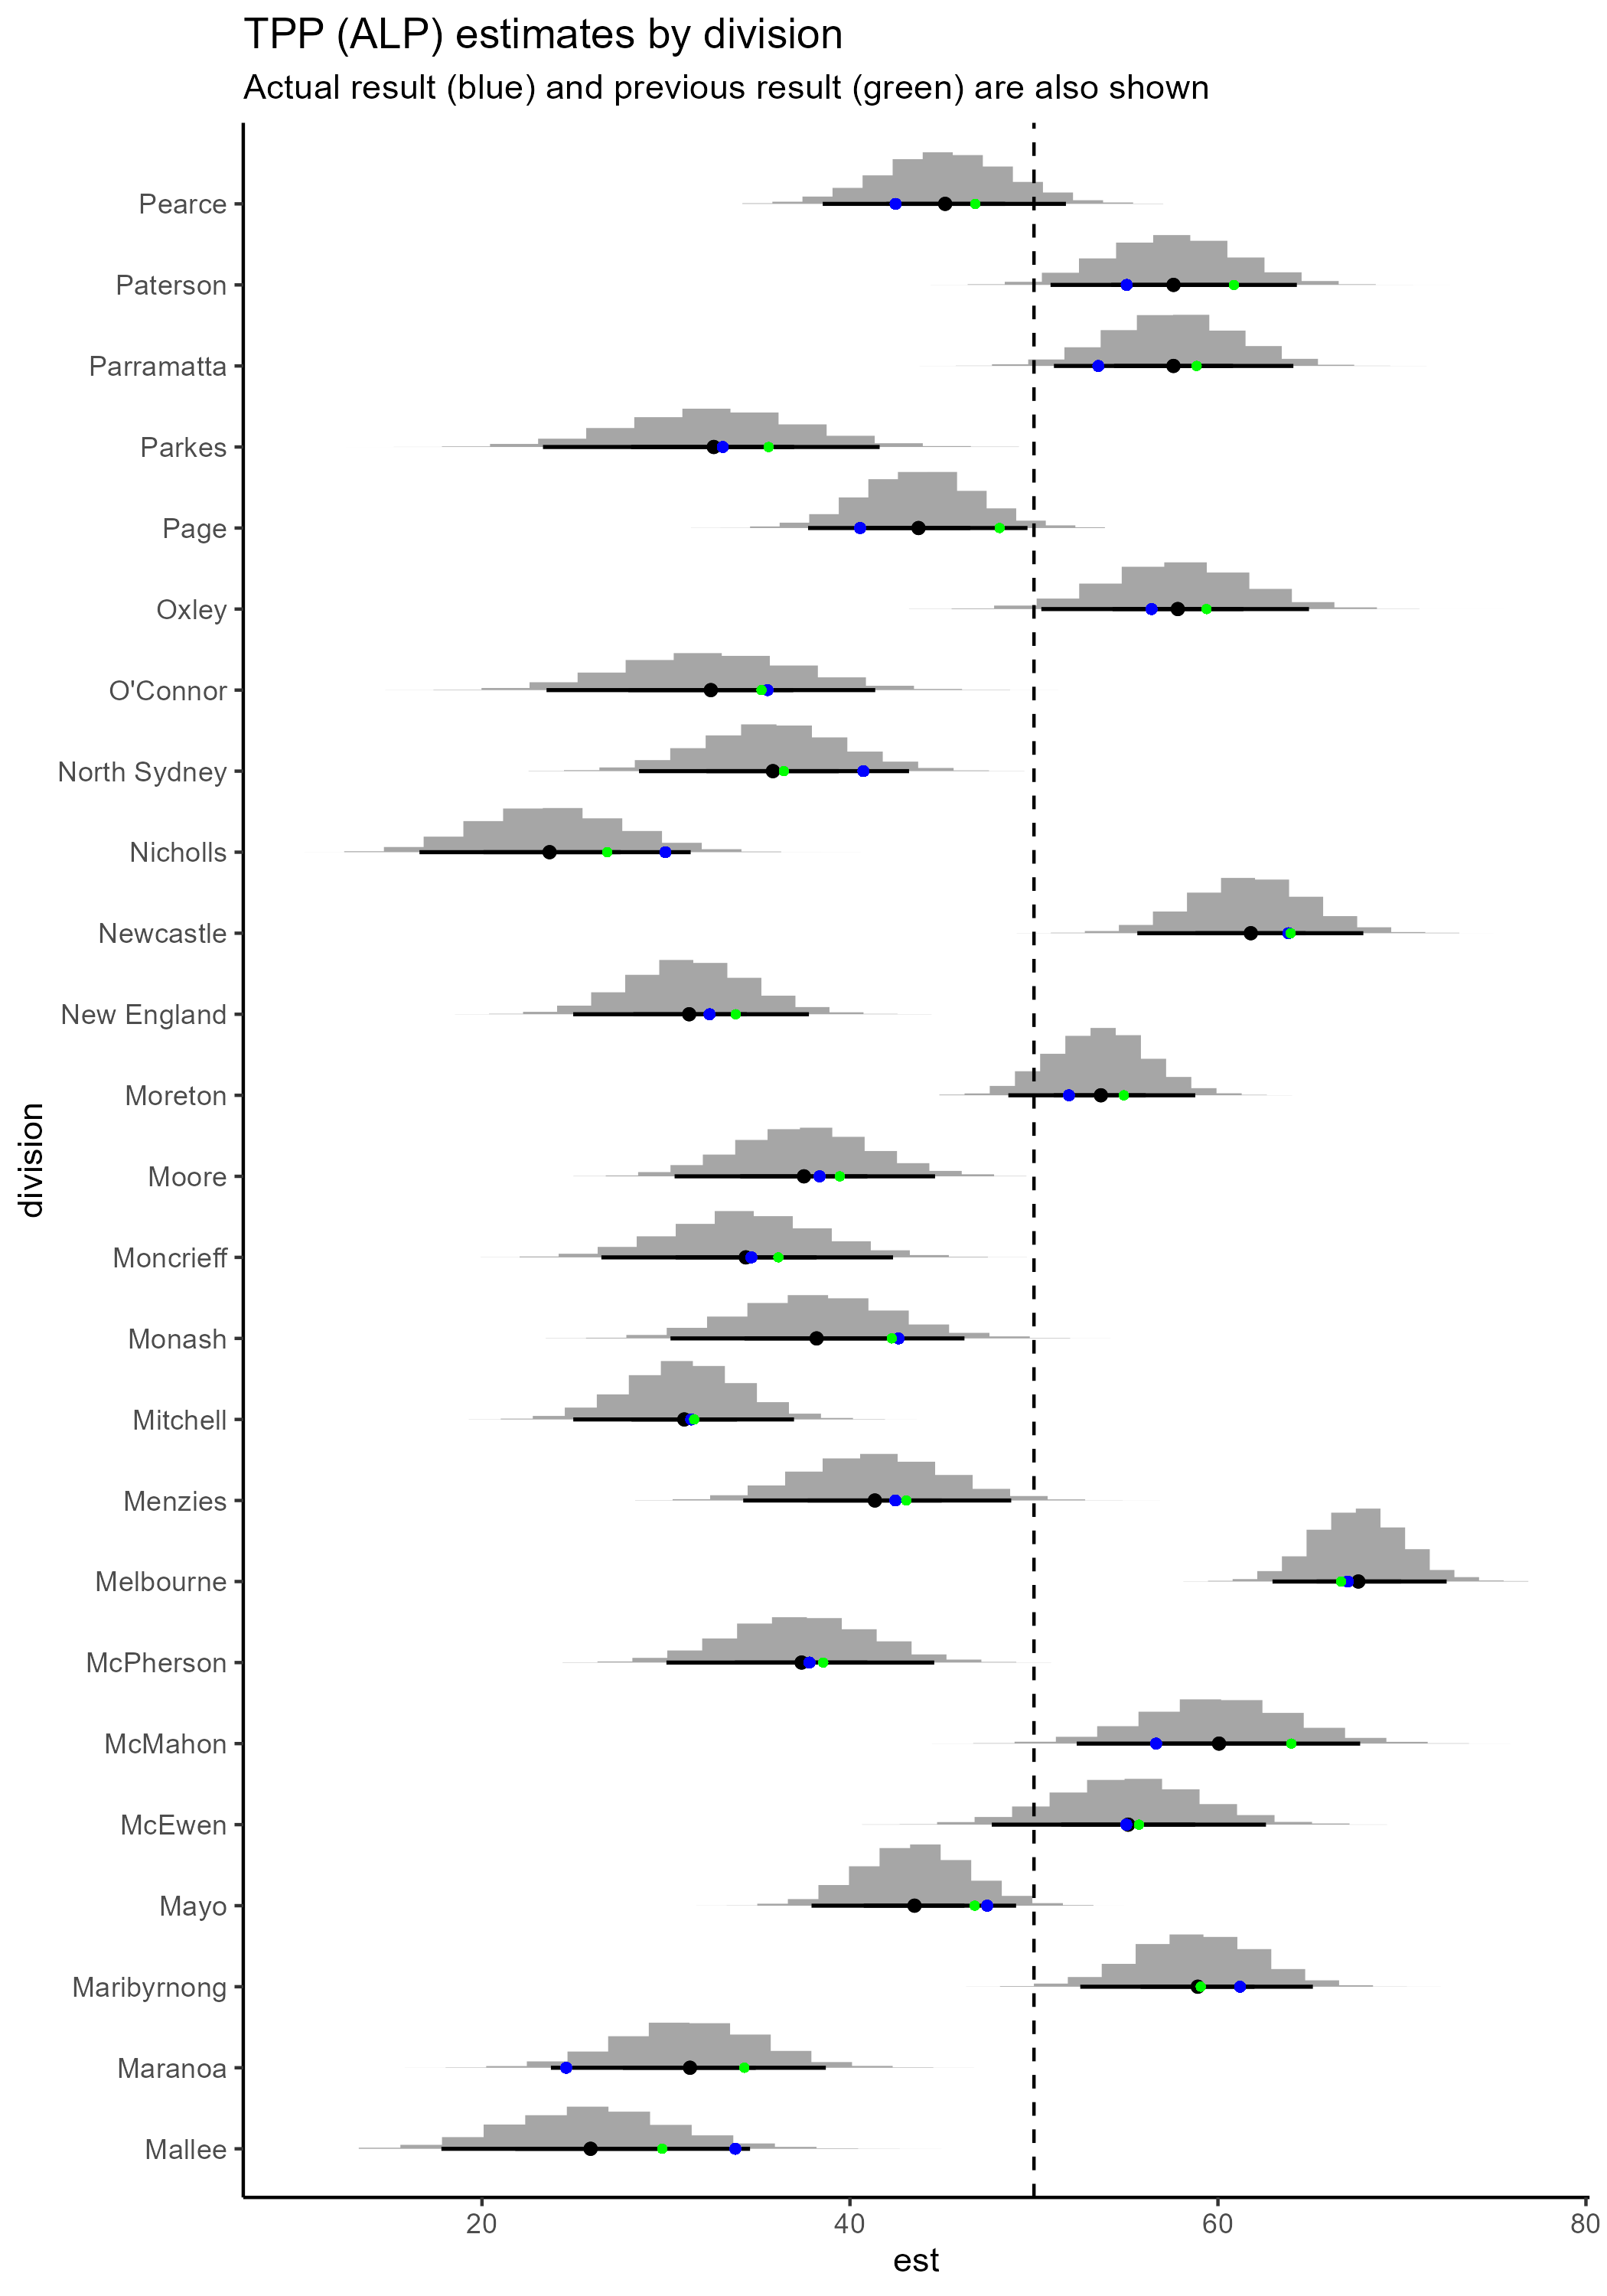 TPP (ALP) estimates by division
Actual result (blue) and previous result (green) are also shown
Pearce
Paterson
Parramatta
Parkes
Page
Oxley
O'Connor
North Sydney
Nicholls
Newcastle
New England
Moreton
Moore
Moncrieff
Monash
Mitchell
Menzies
Melbourne
McPherson
McMahon
McEwen
Mayo
Maribyrnong
Maranoa
Mallee
division
20 40 60 80
est